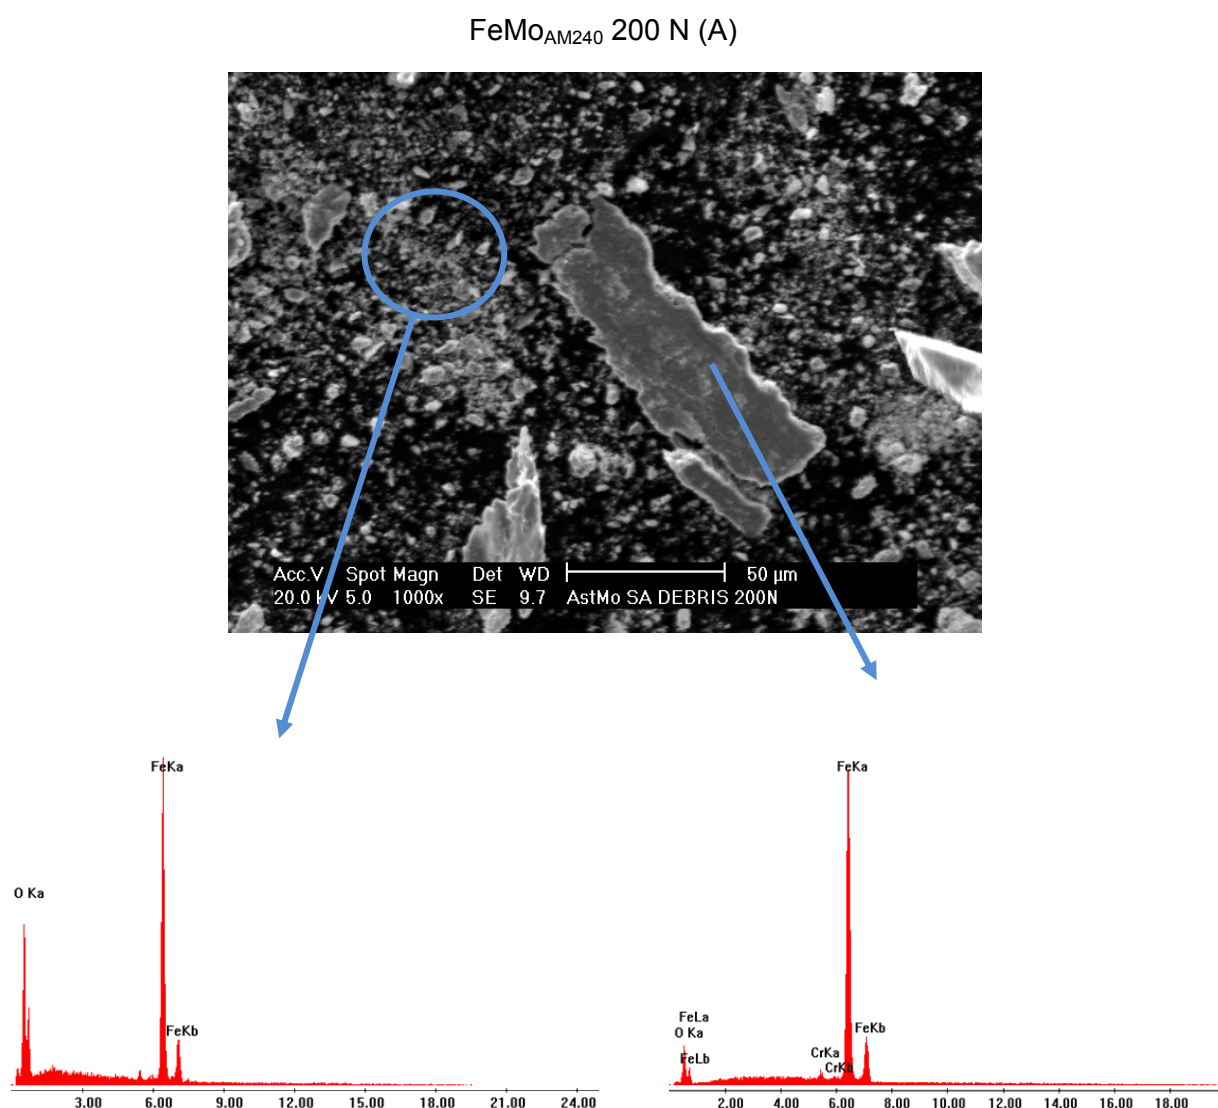 FeMoAM240 200 N (A)
Acc.V Spot Magn Det WD 50 µm
20.0 kV 5.0 1000x SE 9.7 AstMo SA DEBRIS 200N
FeKa
O Ka
FeKb
3.00 6.00 9.00 12.00 15.00 18.00 21.00 24.00
FeKa
FeLa
O Ka
FeLb
CrKa
CrKb
FeKb
2.00 4.00 6.00 8.00 10.00 12.00 14.00 16.00 18.00